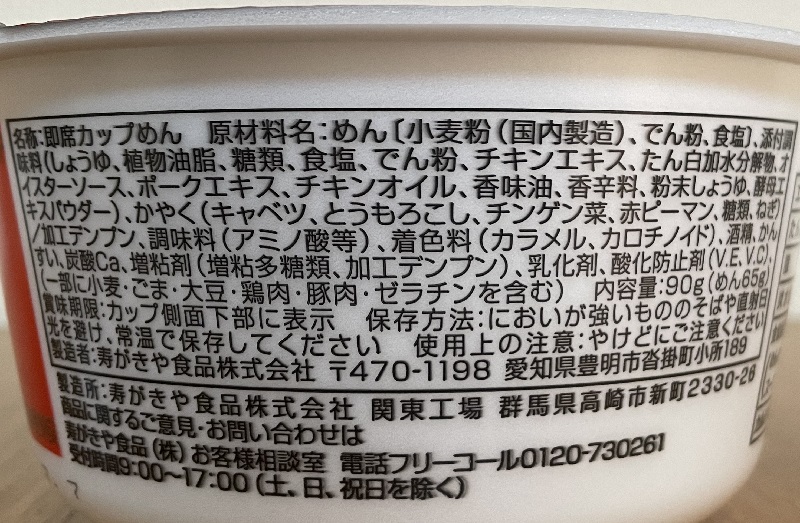 名称:即席カップめん 原材料名:めん〔小麦粉(国内製造)、でん粉、食塩〕、添付調
味料(しょうゆ、植物油脂、糖類、食塩、でん粉、チキンエキス、たん白加水分解物、オ
イスターソース、ポークエキス、チキンオイル、香味油、香辛料、粉末しょうゆ、酵母エ
キスパウダー)、かやく(キャベツ、とうもろこし、チンゲン菜、赤ピーマン、糖類、ねぎ)
/加工デンプン、調味料(アミノ酸等)、着色料(カラメル、カロチノイド)、酒精、かん
すい、炭酸Ca、増粘剤(増粘多糖類、加工デンプン)、乳化剤、酸化防止剤(V.E、V.C)、
(一部に小麦・ごま・大豆・鶏肉・豚肉・ゼラチンを含む) 内容量:90g(めん65g)
賞味期限:カップ側面下部に表示 保存方法:においが強いもののそばや直射日
光を避け、常温で保存してください 使用上の注意:やけどにご注意ください
製造者:寿がきや食品株式会社 〒470-1198 愛知県豊明市沓掛町小所189
製造所:寿がきや食品株式会社 関東工場 群馬県高崎市新町2330-26
商品に関するご意見・お問い合わせは
寿がきや食品(株)お客様相談室 電話フリーコール0120-730261
受付時間9:00〜17:00(土、日、祝日を除く)